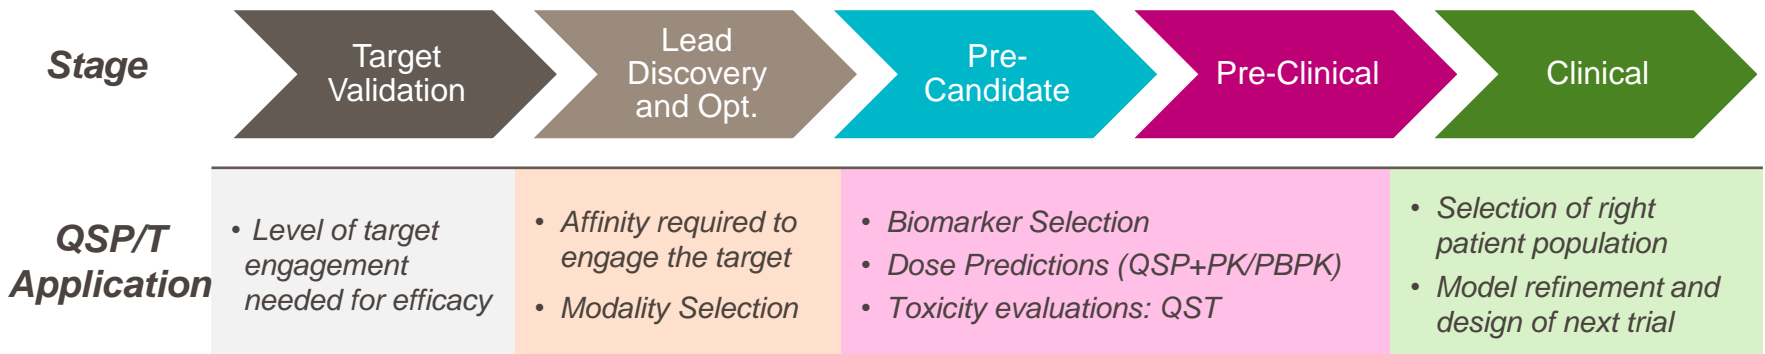 Stage
Target
Validation
Lead
Discovery
and Opt.
Pre-
Candidate
Pre-Clinical
Clinical
QSP/T
Application
• Level of target
engagement
needed for efficacy
• Affinity required to
engage the target
• Modality Selection
• Biomarker Selection
• Dose Predictions (QSP+PK/PBPK)
• Toxicity evaluations: QST
• Selection of right
patient population
• Model refinement and
design of next trial